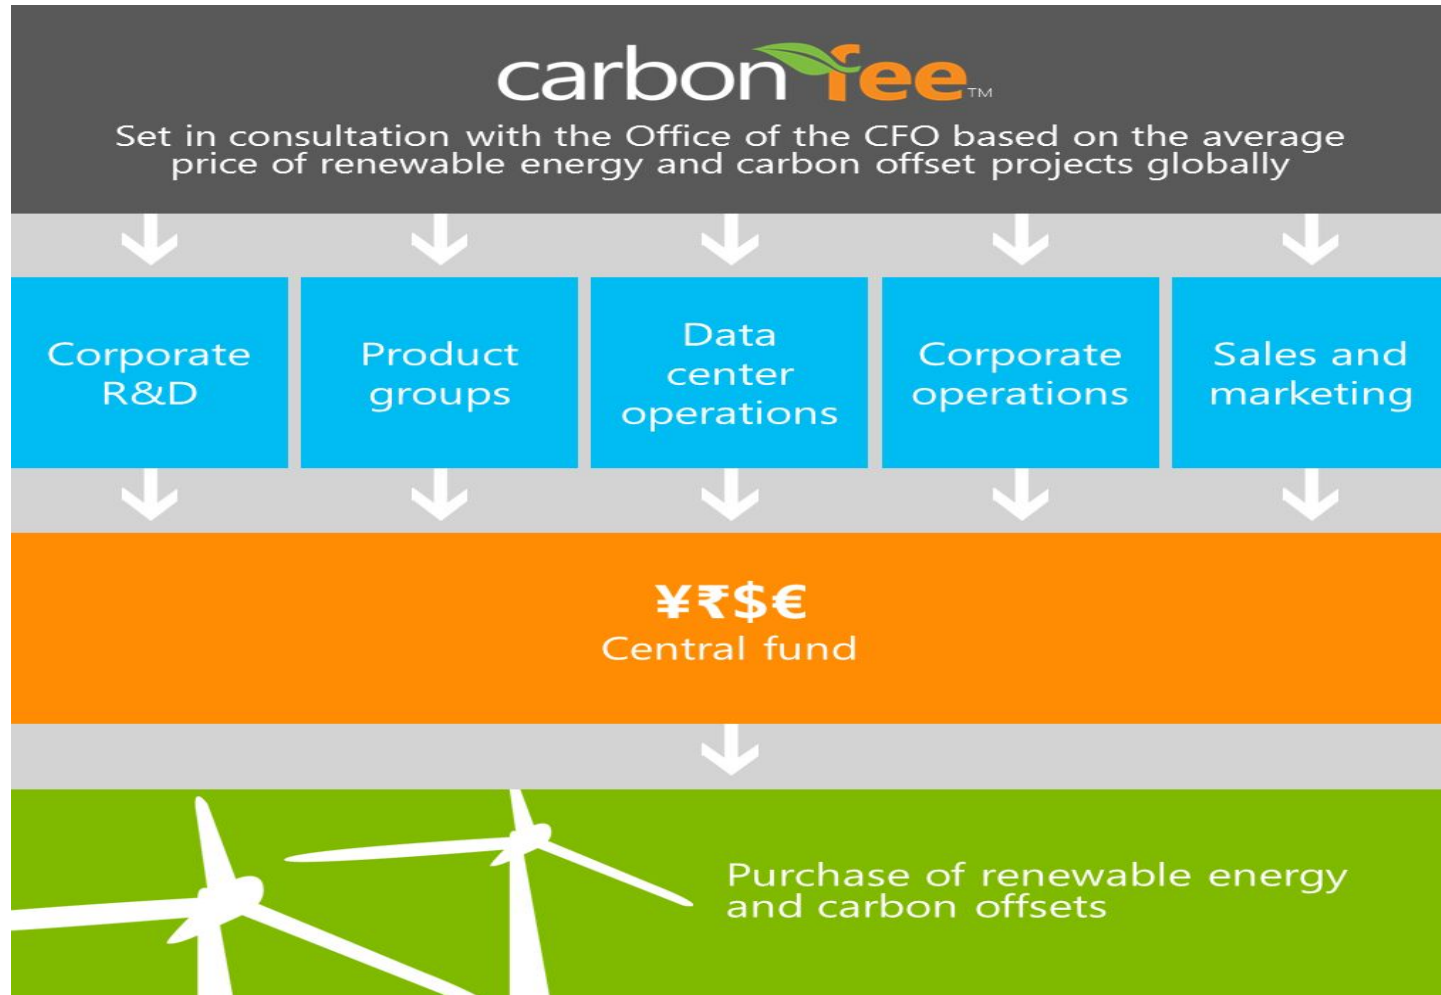 carbon fee™
Set in consultation with the Office of the CFO based on the average
price of renewable energy and carbon offset projects globally
Corporate
R&D
Product
groups
Data
center
operations
Corporate
operations
Sales and
marketing
¥₹$€
Central fund
Purchase of renewable energy
and carbon offsets